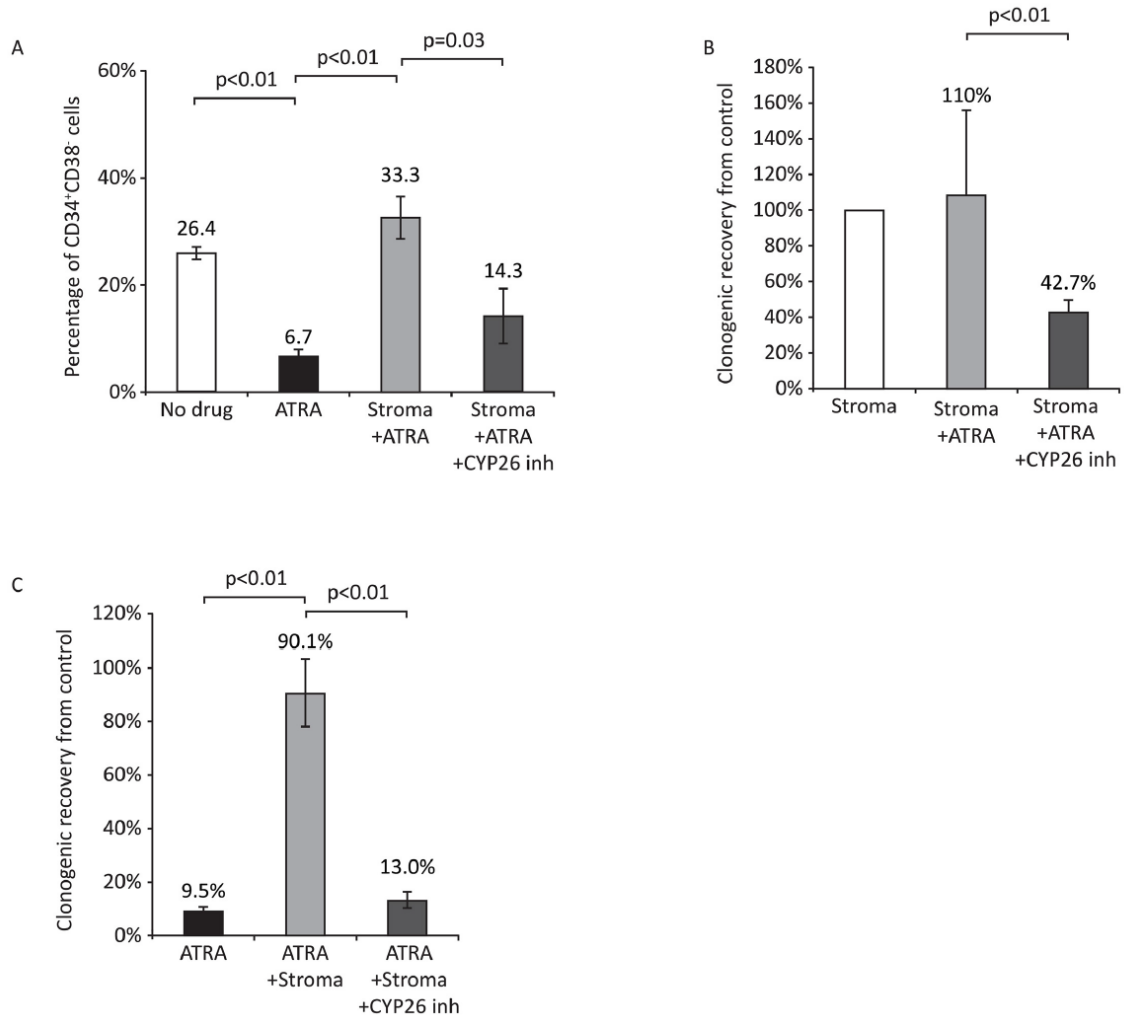 A
Percentage of CD34⁺CD38⁻ cells
60%
40%
20%
0%
p<0.01
p<0.01
p=0.03
26.4
6.7
33.3
14.3
No drug
ATRA
Stroma
+ATRA
Stroma
+ATRA
+CYP26 inh
B
Clonogenic recovery from control
180%
160%
140%
120%
100%
80%
60%
40%
20%
0%
p<0.01
110%
42.7%
Stroma
Stroma
+ATRA
Stroma
+ATRA
+CYP26 inh
C
Clonogenic recovery from control
120%
100%
80%
60%
40%
20%
0%
p<0.01
p<0.01
9.5%
90.1%
13.0%
ATRA
ATRA
+Stroma
ATRA
+Stroma
+CYP26 inh